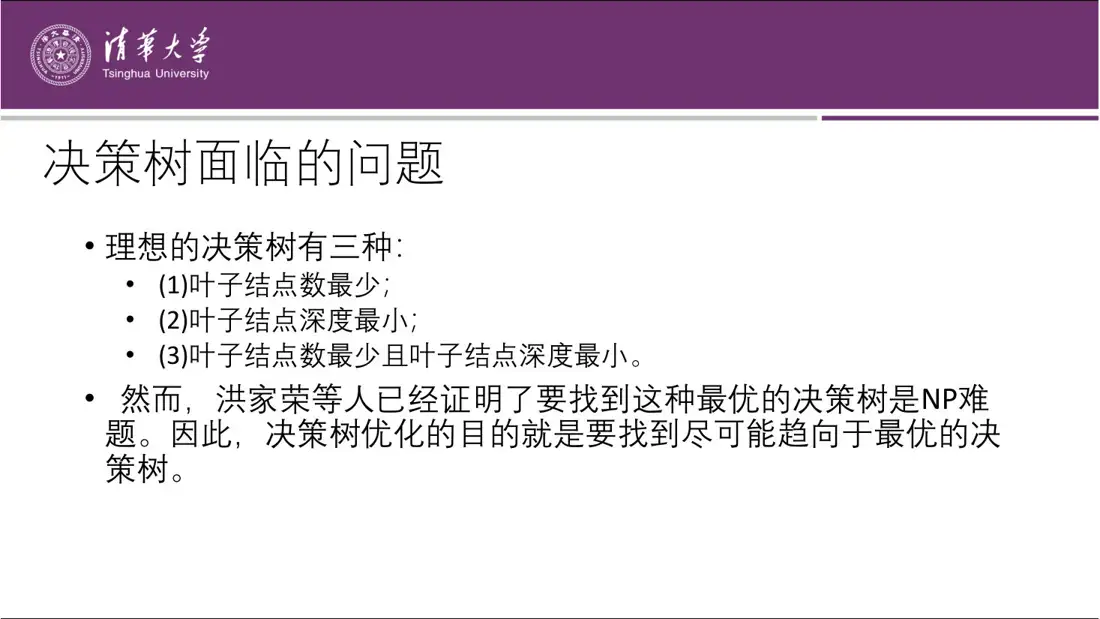 清华大学
Tsinghua University
决策树面临的问题
• 理想的决策树有三种：
• (1)叶子结点数最少；
• (2)叶子结点深度最小；
• (3)叶子结点数最少且叶子结点深度最小。
• 然而，洪家荣等人已经证明了要找到这种最优的决策树是NP难
题。因此，决策树优化的目的就是要找到尽可能趋向于最优的决
策树。